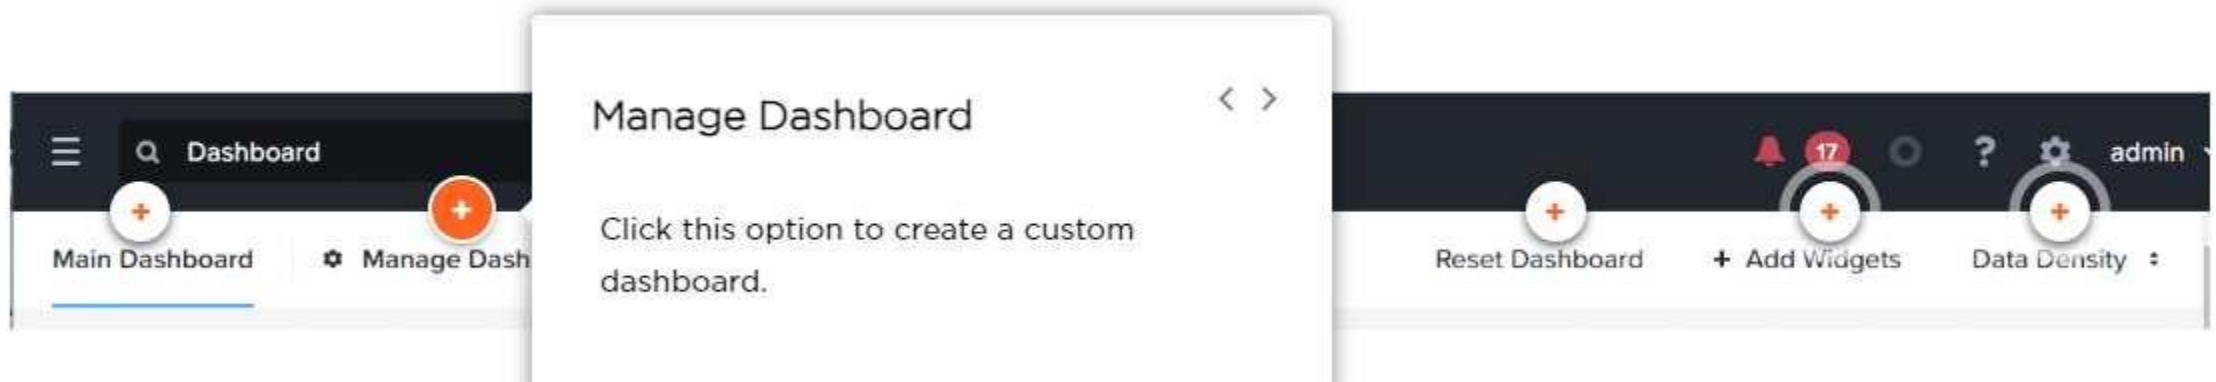 Manage Dashboard
Click this option to create a custom
dashboard.
Dashboard
17
?
admin
Main Dashboard
Manage Dash
Reset Dashboard
+ Add Widgets
Data Density